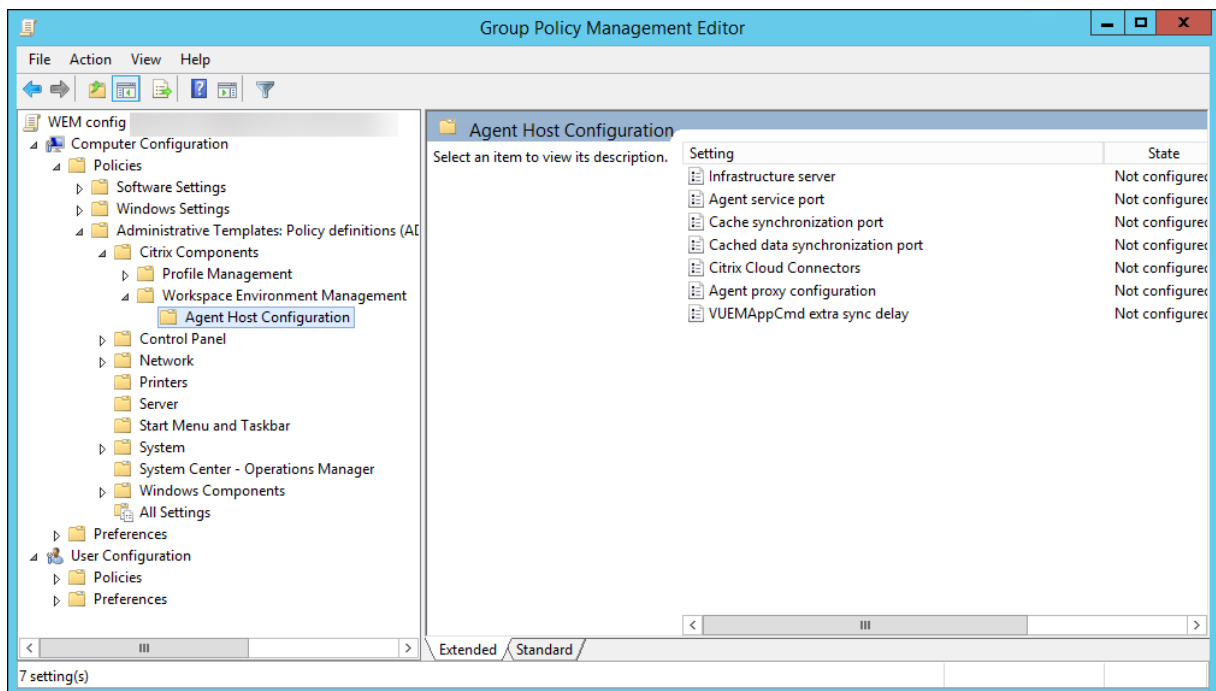 Group Policy Management Editor
File Action View Help
WEM config
Computer Configuration
Policies
Software Settings
Windows Settings
Administrative Templates: Policy definitions (AD
Citrix Components
Profile Management
Workspace Environment Management
Agent Host Configuration
Control Panel
Network
Printers
Server
Start Menu and Taskbar
System
System Center - Operations Manager
Windows Components
All Settings
Preferences
User Configuration
Policies
Preferences
Agent Host Configuration
Select an item to view its description.
Setting State
Infrastructure server Not configured
Agent service port Not configured
Cache synchronization port Not configured
Cached data synchronization port Not configured
Citrix Cloud Connectors Not configured
Agent proxy configuration Not configured
VUEMAppCmd extra sync delay Not configured
Extended Standard
7 setting(s)